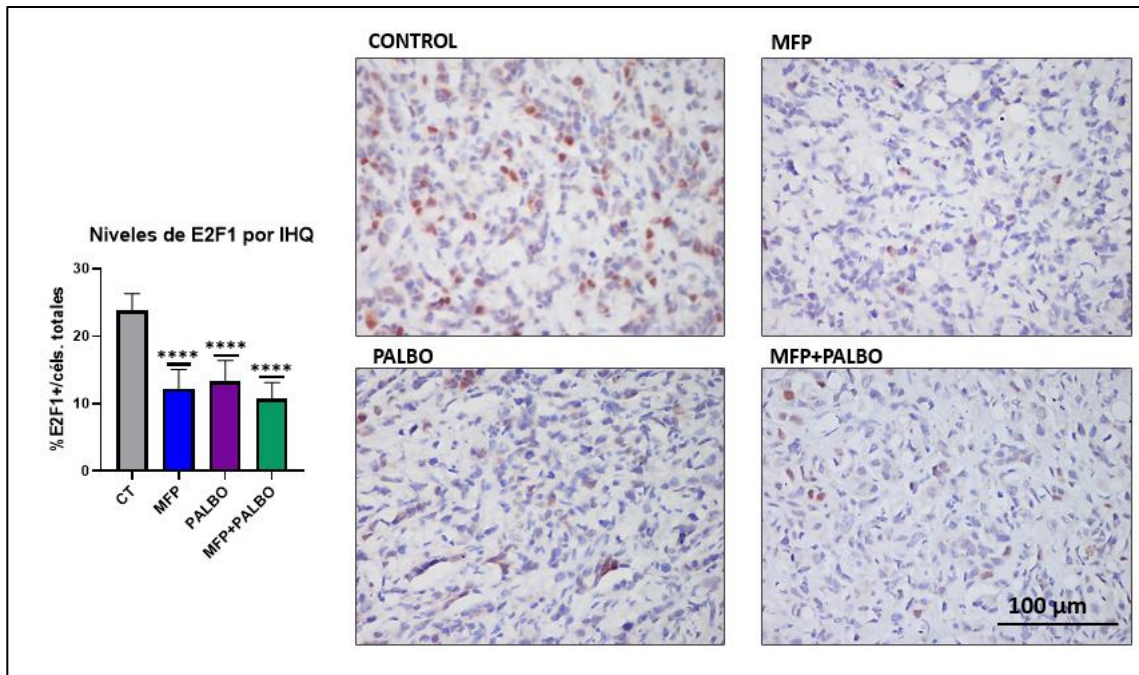 Niveles de E2F1 por IHQ
%E2F1+/céls. totales
30
20
10
0
****
****
****
CT
MFP
PALBO
MFP+PALBO
CONTROL
MFP
PALBO
MFP+PALBO
100 µm